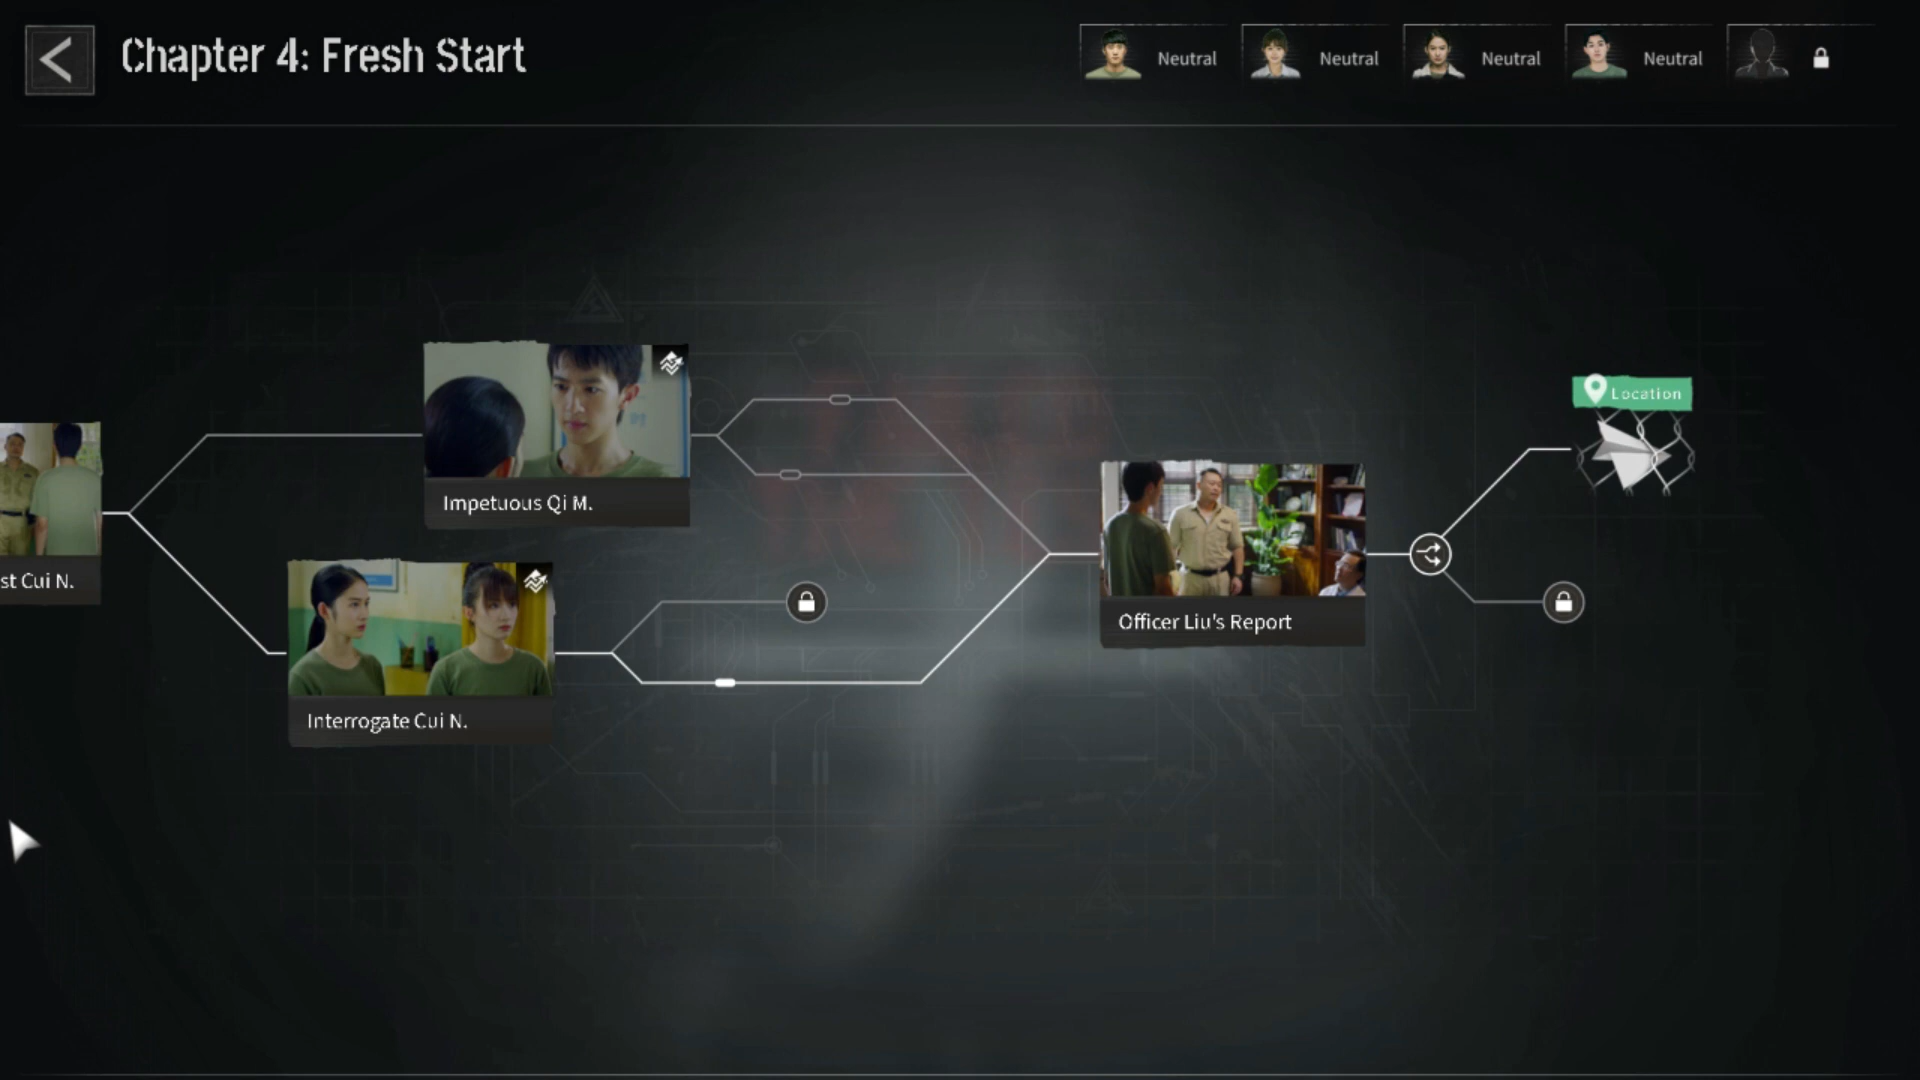 Chapter 4: Fresh Start
Neutral
Neutral
Neutral
Neutral
Location
Impetuous Qi M.
st Cui N.
Officer Liu's Report
Interrogate Cui N.